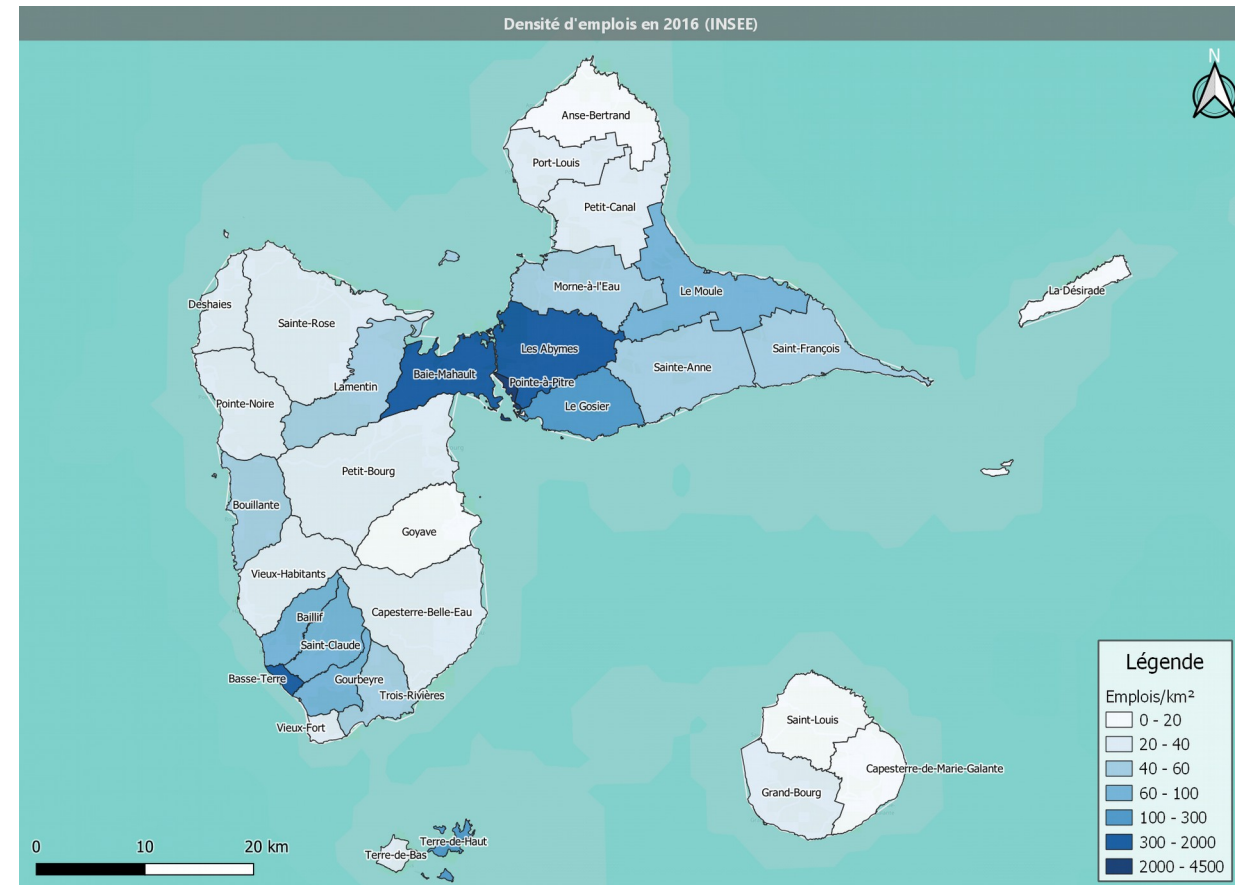 Densité d'emplois en 2016 (INSEE)
N
Anse-Bertrand
Port-Louis
Petit-Canal
Morne-à-l'Eau
Le Moule
La Désirade
Deshaies
Sainte-Rose
Les Abymes
Saint-François
Sainte-Anne
Baie-Mahault
Pointe-à-Pitre
Lamentin
Le Gosier
Pointe-Noire
Petit-Bourg
Bouillante
Goyave
Vieux-Habitants
Capesterre-Belle-Eau
Baillif
Saint-Claude
Basse-Terre
Gourbeyre
Trois-Rivières
Vieux-Fort
Saint-Louis
Capesterre-de-Marie-Galante
Grand-Bourg
Terre-de-Haut
Terre-de-Bas
0 10 20 km
Légende
Emplois/km²
0 - 20
20 - 40
40 - 60
60 - 100
100 - 300
300 - 2000
2000 - 4500